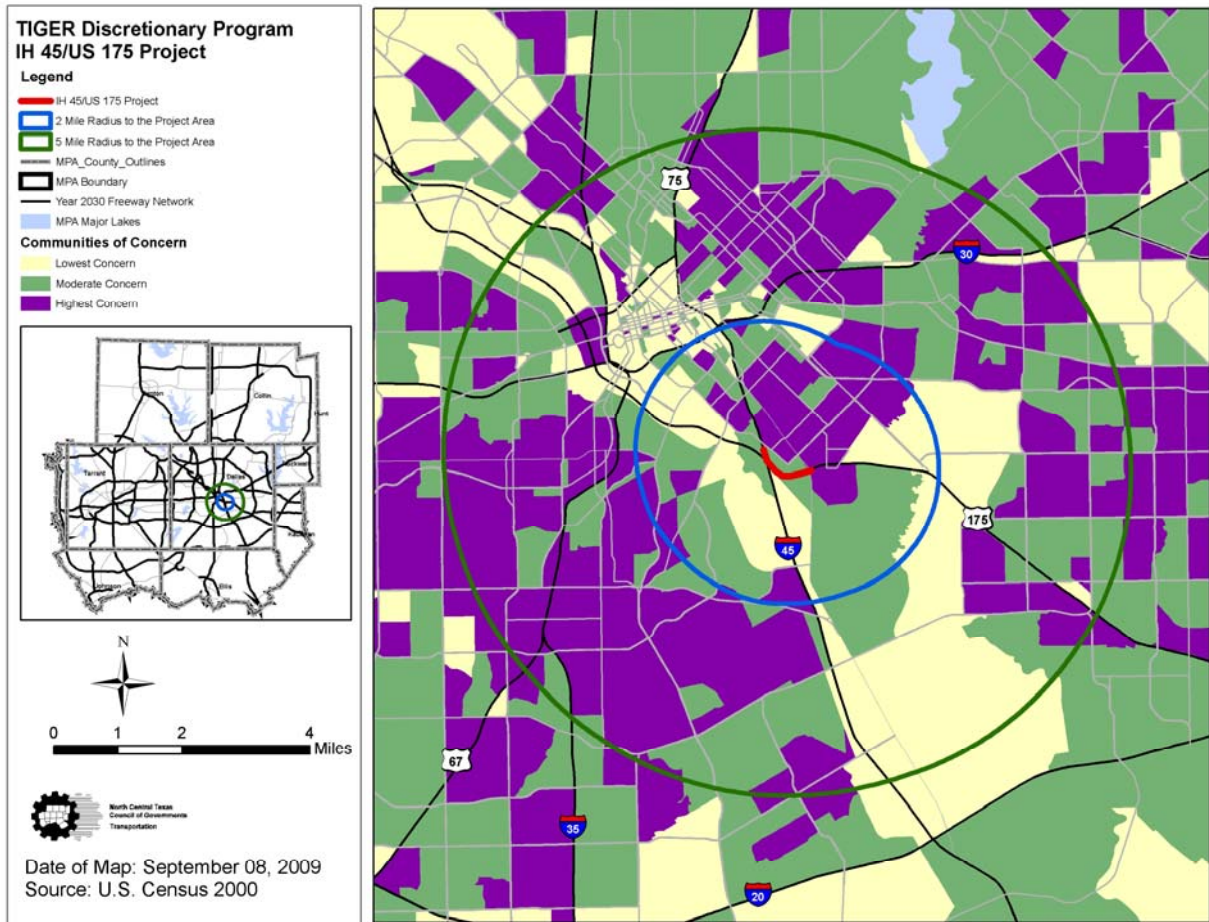 TIGER Discretionary Program
IH 45/US 175 Project
Legend
IH 45/US 175 Project
2 Mile Radius to the Project Area
5 Mile Radius to the Project Area
MPA_County_Outlines
MPA Boundary
Year 2030 Freeway Network
MPA Major Lakes
Communities of Concern
Lowest Concern
Moderate Concern
Highest Concern
Collin
Hunt
Tarrant
Dallas
Ellis
N
0 1 2 4
Miles
North Central Texas
Council of Governments
Transportation
Date of Map: September 08, 2009
Source: U.S. Census 2000
75
30
175
45
67
35
20